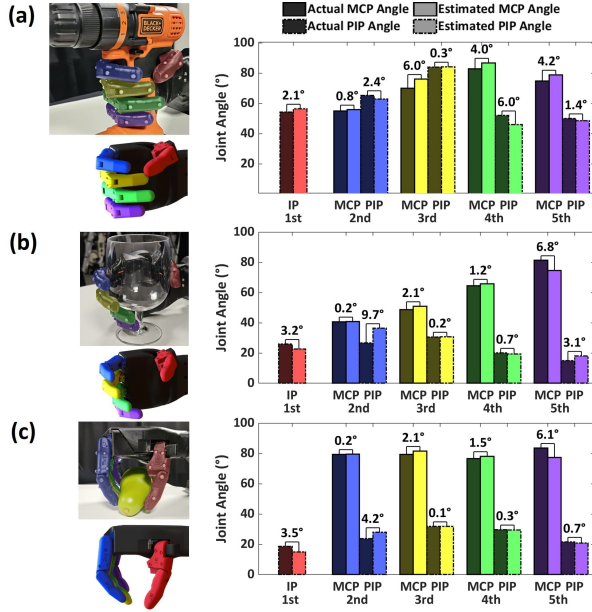 (a)
BLACK+
DECKER
Actual MCP Angle
Estimated MCP Angle
Actual PIP Angle
Estimated PIP Angle
Joint Angle (°)
100
80
60
40
20
2.1°
0.8°
2.4°
6.0°
0.3°
4.0°
6.0°
4.2°
1.4°
IP
MCP PIP
MCP PIP
MCP PIP
MCP PIP
1st
2nd
3rd
4th
5th
(b)
Joint Angle (°)
100
80
60
40
20
0
3.2°
0.2°
9.7°
2.1°
0.2°
1.2°
0.7°
6.8°
3.1°
IP
MCP PIP
MCP PIP
MCP PIP
MCP PIP
1st
2nd
3rd
4th
5th
(c)
Joint Angle (°)
100
80
60
40
20
0
3.5°
0.2°
4.2°
2.1°
0.1°
1.5°
0.3°
6.1°
0.7°
IP
MCP PIP
MCP PIP
MCP PIP
MCP PIP
1st
2nd
3rd
4th
5th